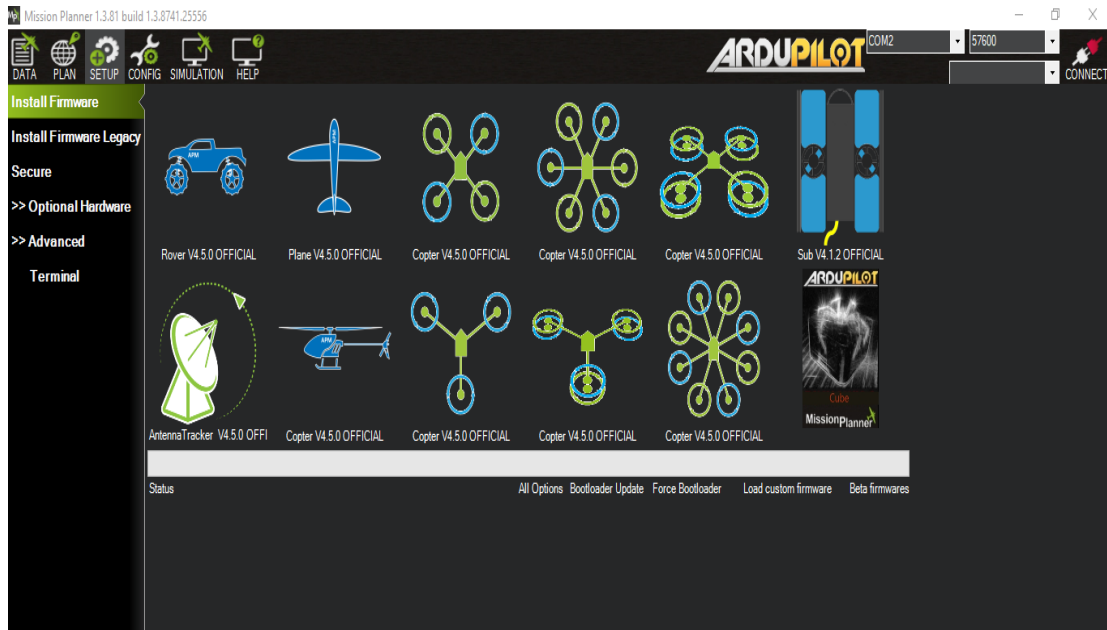 Mission Planner 1.3.81 build 1.3.8741.25556
DATA PLAN SETUP CONFIG SIMULATION HELP
ARDUPILOT
COM2
57600
CONNECT
Install Firmware
Install Firmware Legacy
Secure
>> Optional Hardware
>> Advanced
Terminal
APM
APM
Rover V4.5.0 OFFICIAL
Plane V4.5.0 OFFICIAL
Copter V4.5.0 OFFICIAL
Copter V4.5.0 OFFICIAL
Copter V4.5.0 OFFICIAL
Sub V4.1.2 OFFICIAL
APM
ARDUPILOT
Cube
MissionPlanner
AntennaTracker V4.5.0 OFFI
Copter V4.5.0 OFFICIAL
Copter V4.5.0 OFFICIAL
Copter V4.5.0 OFFICIAL
Copter V4.5.0 OFFICIAL
Status
All Options Bootloader Update Force Bootloader Load custom firmware Beta firmwares